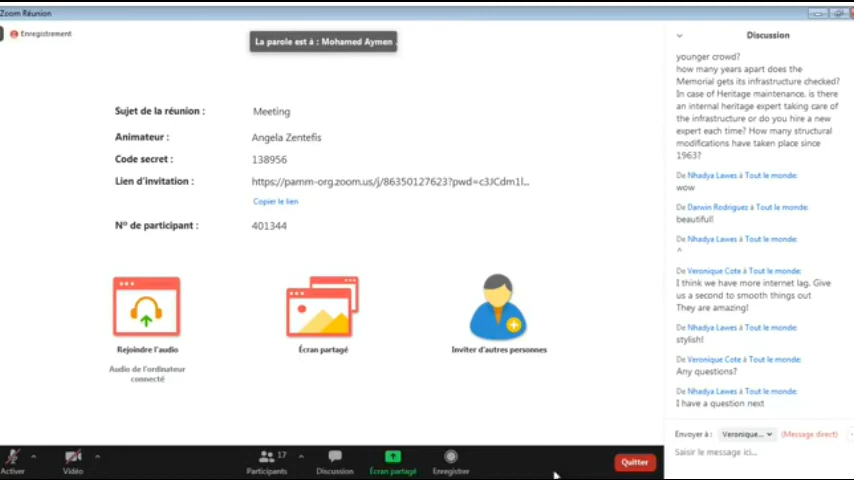 Zoom Réunion
Enregistrement
La parole est à : Mohamed Aymen
Sujet de la réunion :
Meeting
Animateur :
Angela Zentefis
Code secret :
138956
Lien d'invitation :
https://pamm-org.zoom.us/j/86350127623?pwd=c3JCdm1l...
Copier le lien
N° de participant :
401344
Rejoindre l'audio
Audio de l'ordinateur
connecté
Écran partagé
Inviter d'autres personnes
Activer
Vidéo
17
Participants
Discussion
Écran partagé
Enregistrer
Quitter
Discussion
younger crowd?
how many years apart does the
Memorial gets its infrastructure checked?
In case of Heritage maintenance, is there
an internal heritage expert taking care of
the infrastructure or do you hire a new
expert each time? How many structural
modifications have taken place since
1963?
De Nhadya Lawes à Tout le monde:
wow
De Darwin Rodriguez à Tout le monde:
beautiful!
De Nhadya Lawes à Tout le monde:
^
De Veronique Cote à Tout le monde:
I think we have more internet lag. Give
us a second to smooth things out
They are amazing!
De Nhadya Lawes à Tout le monde:
stylish!
De Veronique Cote à Tout le monde:
Any questions?
De Nhadya Lawes à Tout le monde:
I have a question next
Envoyer à : Veronique... (Message direct)
Saisir le message ici...